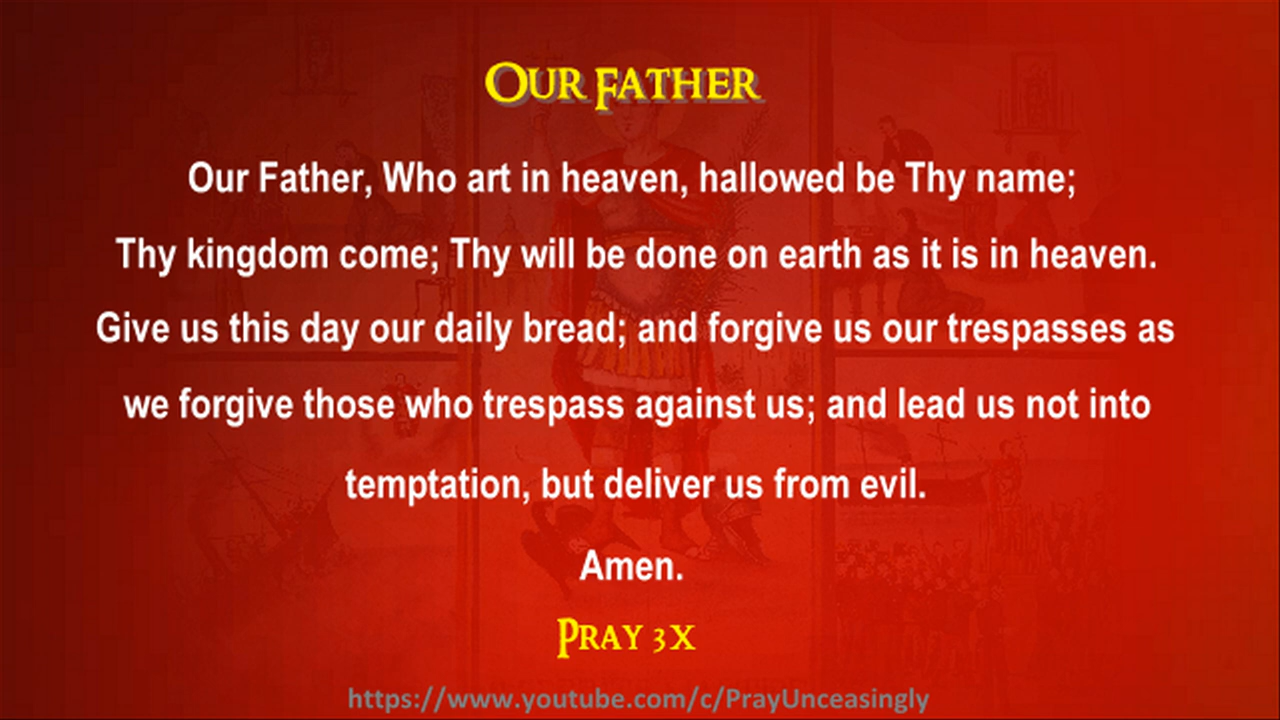 Our Father
Our Father, Who art in heaven, hallowed be Thy name;
Thy kingdom come; Thy will be done on earth as it is in heaven.
Give us this day our daily bread; and forgive us our trespasses as
we forgive those who trespass against us; and lead us not into
temptation, but deliver us from evil.
Amen.
Pray 3x
https://www.youtube.com/c/PrayUnceasingly